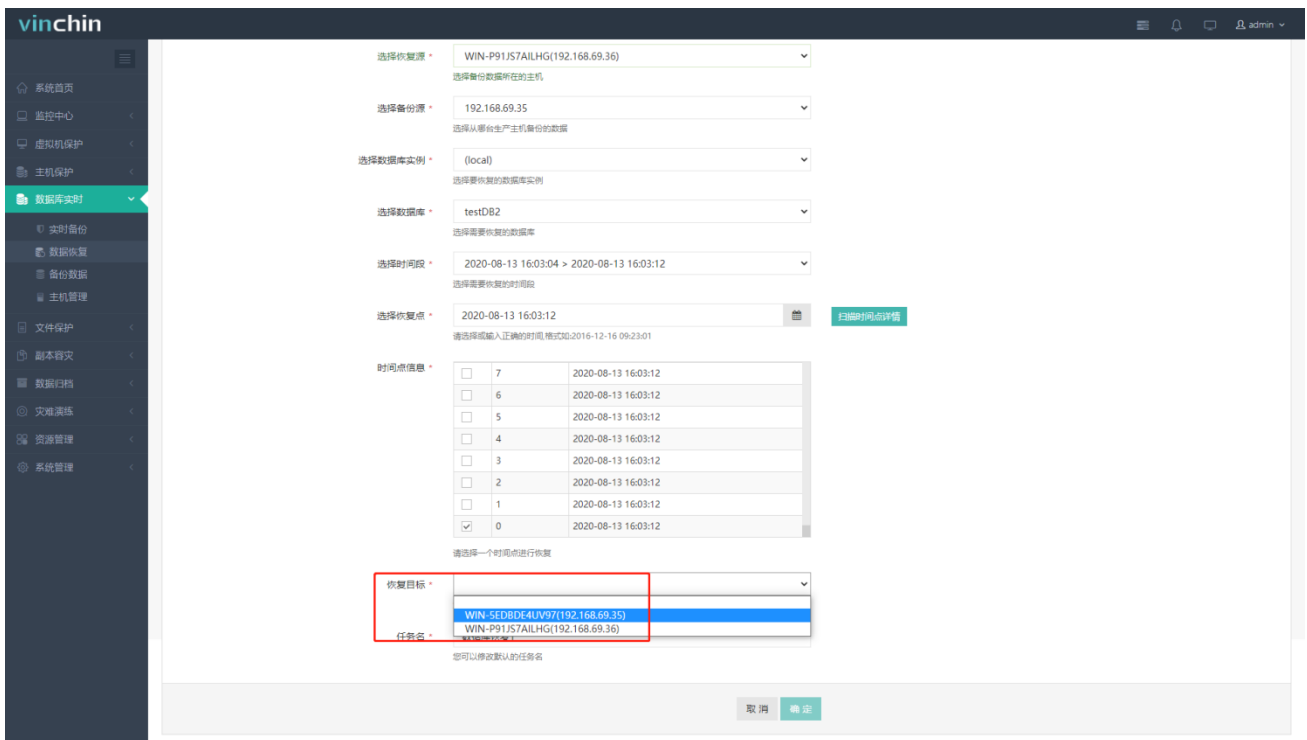 vinchin
admin
系统首页
监控中心
虚拟机保护
主机保护
数据库实时
实时备份
数据恢复
备份数据
主机管理
文件保护
副本容灾
数据归档
灾难演练
资源管理
系统管理
选择恢复源 * WIN-P91JS7AILHG(192.168.69.36)
选择备份数据所在的主机
选择备份源 * 192.168.69.35
选择从哪台生产主机备份的数据
选择数据库实例 * (local)
选择要恢复的数据库实例
选择数据库 * testDB2
选择需要恢复的数据库
选择时间段 * 2020-08-13 16:03:04 > 2020-08-13 16:03:12
选择需要恢复的时间段
选择恢复点 * 2020-08-13 16:03:12 扫描时间点详情
请选择或输入正确的时间,格式如:2016-12-16 09:23:01
时间点信息 *
7 2020-08-13 16:03:12
6 2020-08-13 16:03:12
5 2020-08-13 16:03:12
4 2020-08-13 16:03:12
3 2020-08-13 16:03:12
2 2020-08-13 16:03:12
1 2020-08-13 16:03:12
0 2020-08-13 16:03:12
请选择一个时间点进行恢复
恢复目标 *
WIN-5EDBDE4UV97(192.168.69.35)
WIN-P91JS7AILHG(192.168.69.36)
任务名 *
您可以修改默认的任务名
取消 确定